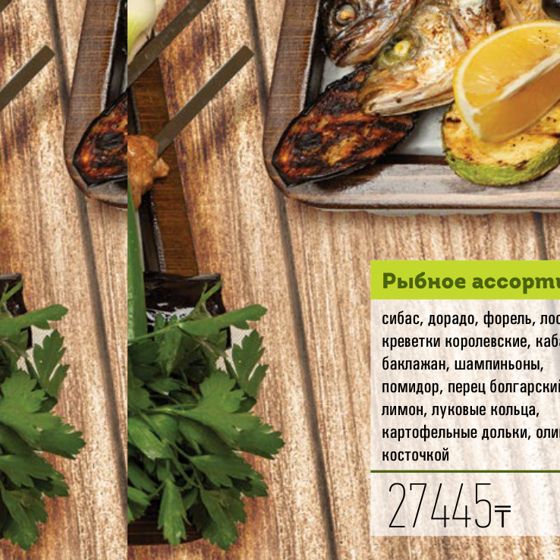 Рыбное ассорти
сибас, дорадо, форель, лос
креветки королевские, каба
баклажан, шампиньоны,
помидор, перец болгарский
лимон, луковые кольца,
картофельные дольки, оли
косточкой
27445₸